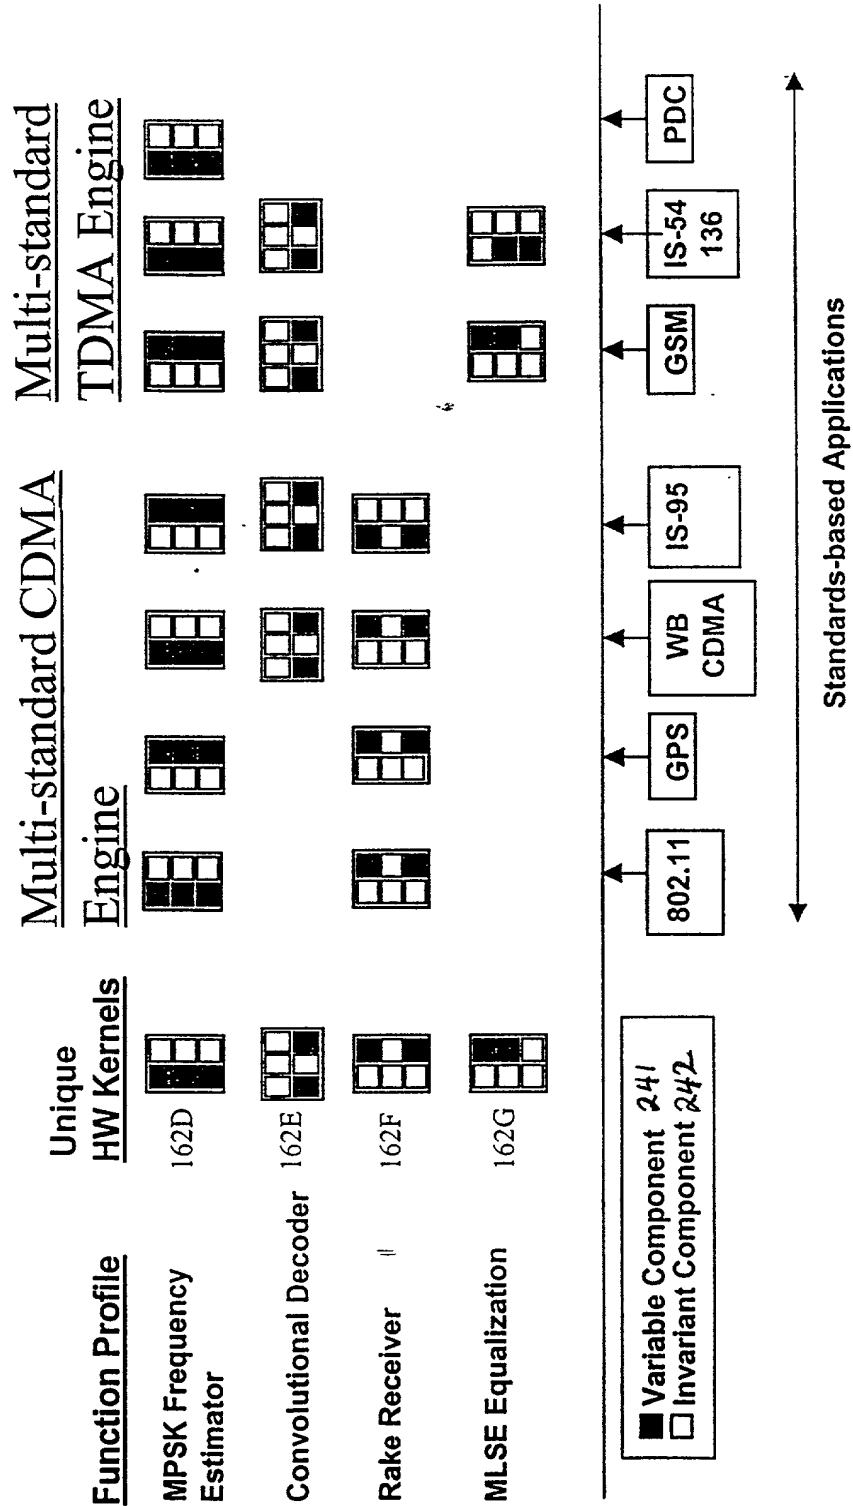 Function Profile
Unique
HW Kernels
Multi-standard CDMA
Engine
Multi-standard
TDMA Engine
MPSK Frequency
Estimator
162D
Convolutional Decoder
162E
Rake Receiver
162F
MLSE Equalization
162G
Variable Component 241
Invariant Component 242
802.11
GPS
WB
CDMA
IS-95
GSM
IS-54
136
PDC
Standards-based Applications